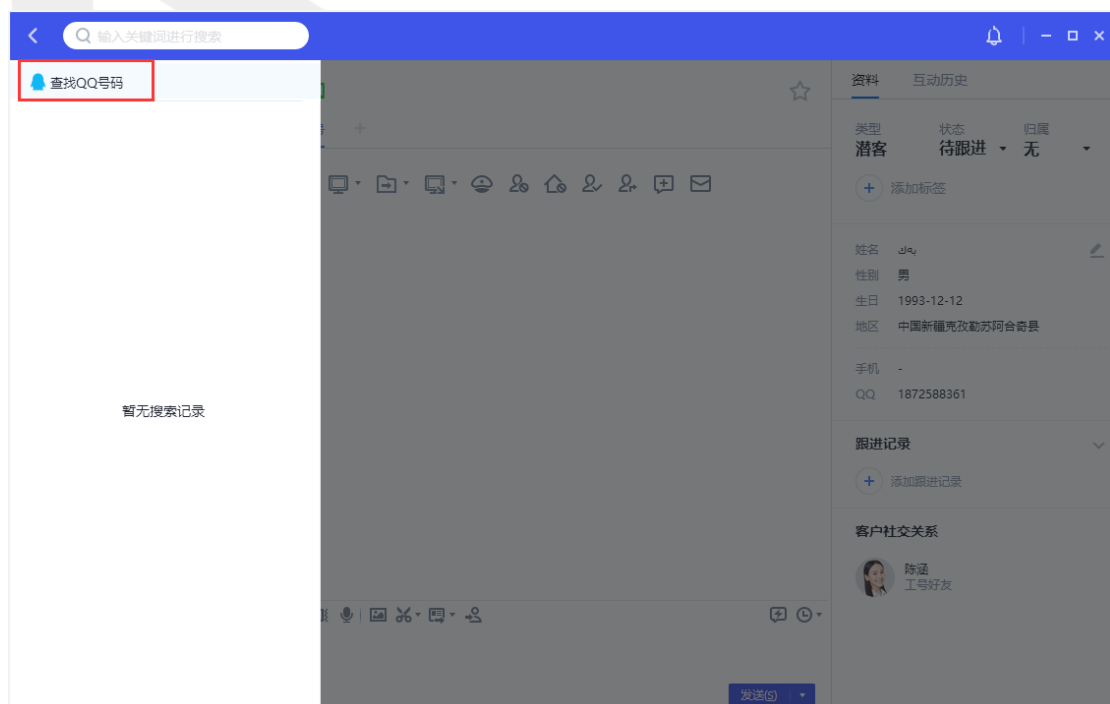 输入关键词进行搜索
查找QQ号码
暂无搜索记录
资料 互动历史
类型 状态 归属
潜客 待跟进 无
添加标签
姓名
性别 男
生日 1993-12-12
地区 中国新疆克孜勒苏阿合奇县
手机 -
QQ 1872588361
跟进记录
添加跟进记录
客户社交关系
陈涵
工号好友
发送(S)